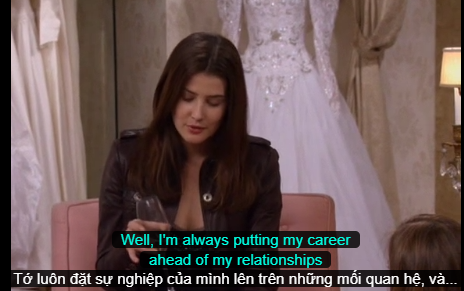 Well, I'm always putting my career
ahead of my relationships
Tớ luôn đặt sự nghiệp của mình lên trên những mối quan hệ, và...